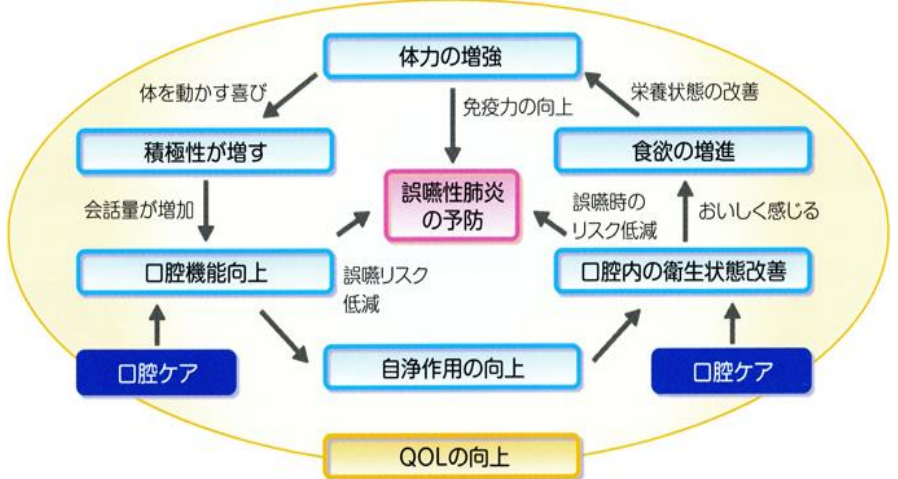 体力の増強
体を動かす喜び
免疫力の向上
栄養状態の改善
積極性が増す
食欲の増進
誤嚥性肺炎
の予防
会話量が増加
誤嚥時の
リスク低減
おいしく感じる
口腔機能向上
誤嚥リスク
低減
口腔内の衛生状態改善
口腔ケア
自浄作用の向上
口腔ケア
QOLの向上